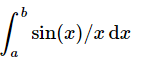 ∫_a^b sin(x)/x dx